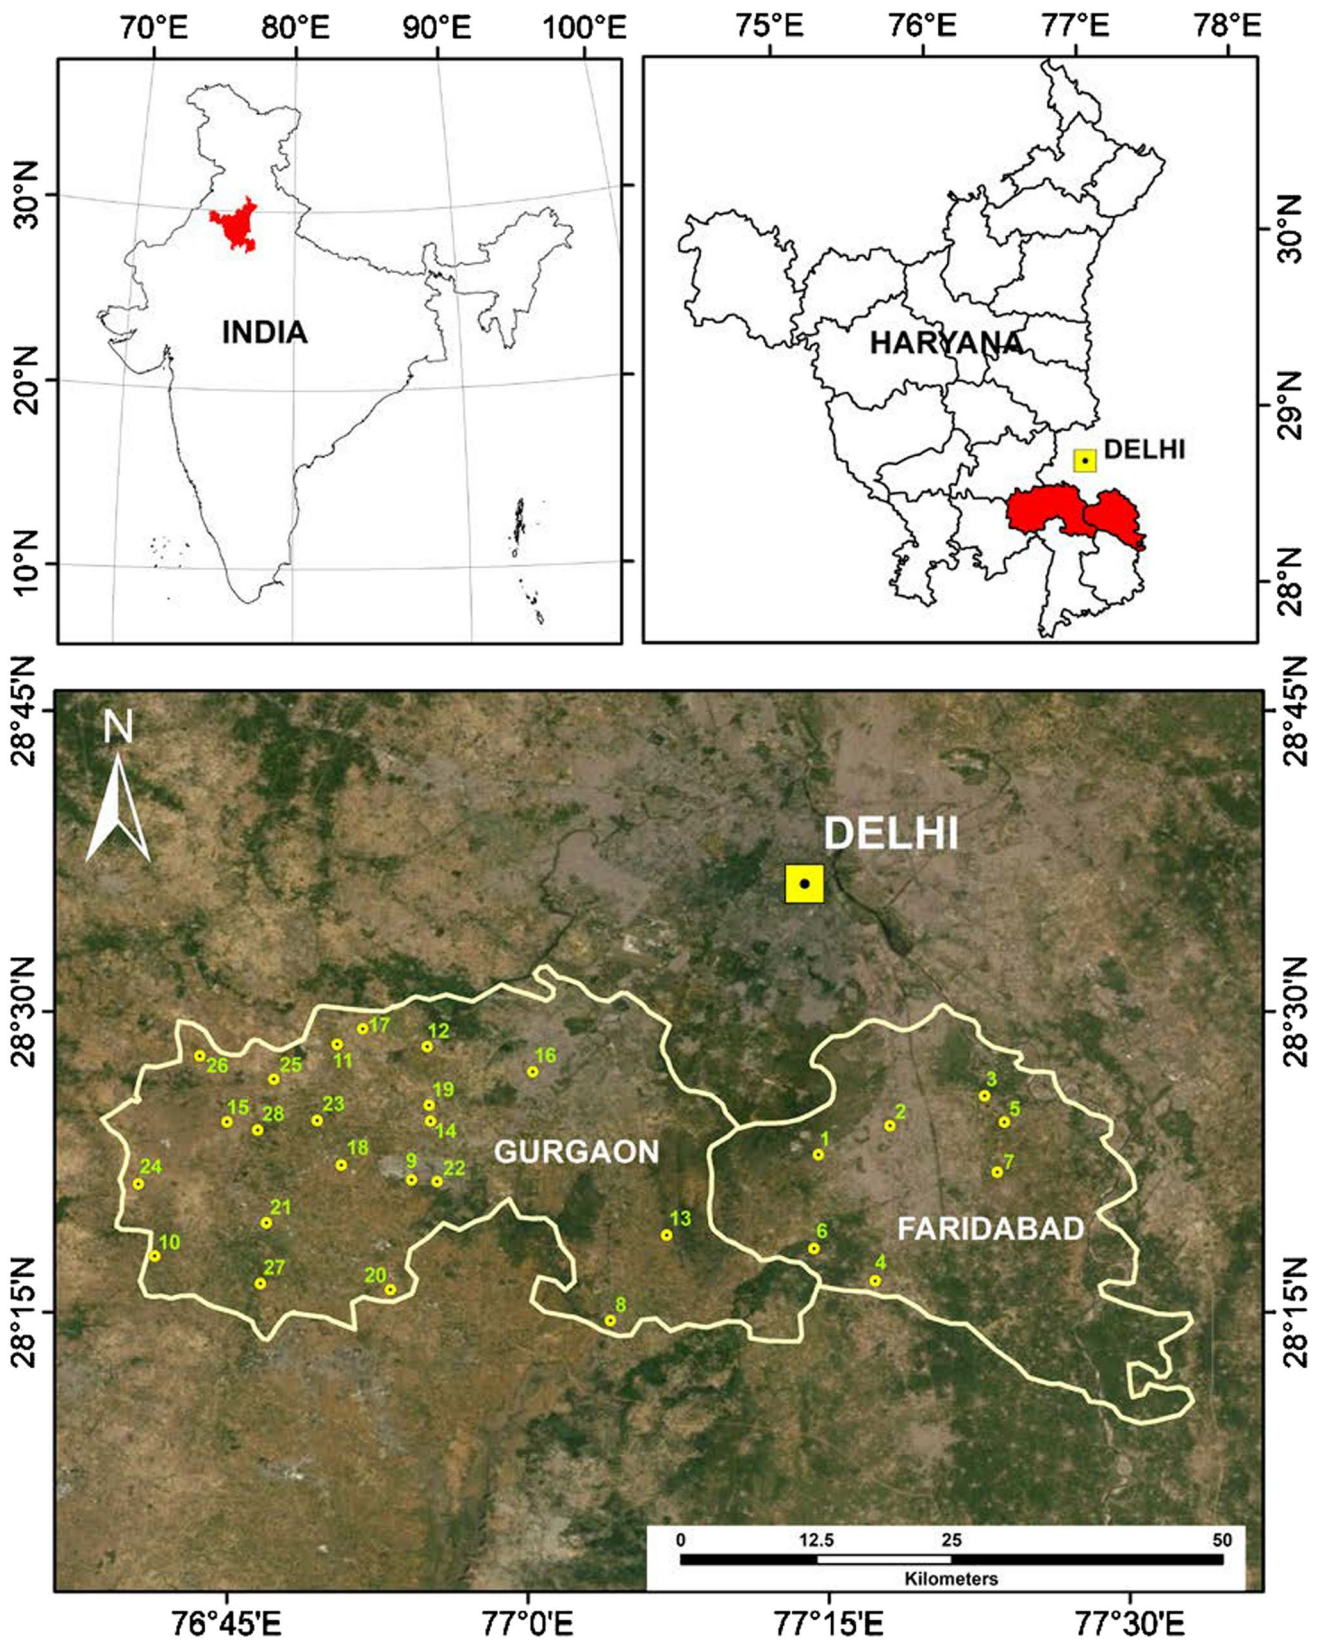 70°E 80°E 90°E 100°E
30°N
20°N
10°N
INDIA
75°E 76°E 77°E 78°E
30°N
29°N
28°N
HARYANA
DELHI
28°45'N
28°30'N
28°15'N
28°45'N
28°30'N
28°15'N
N
DELHI
17
12
11
16
26
25
3
19
15
28
23
2
5
14
1
GURGAON
18
9
22
7
24
21
13
FARIDABAD
10
6
27
20
4
8
0 12.5 25 50
Kilometers
76°45'E 77°0'E 77°15'E 77°30'E